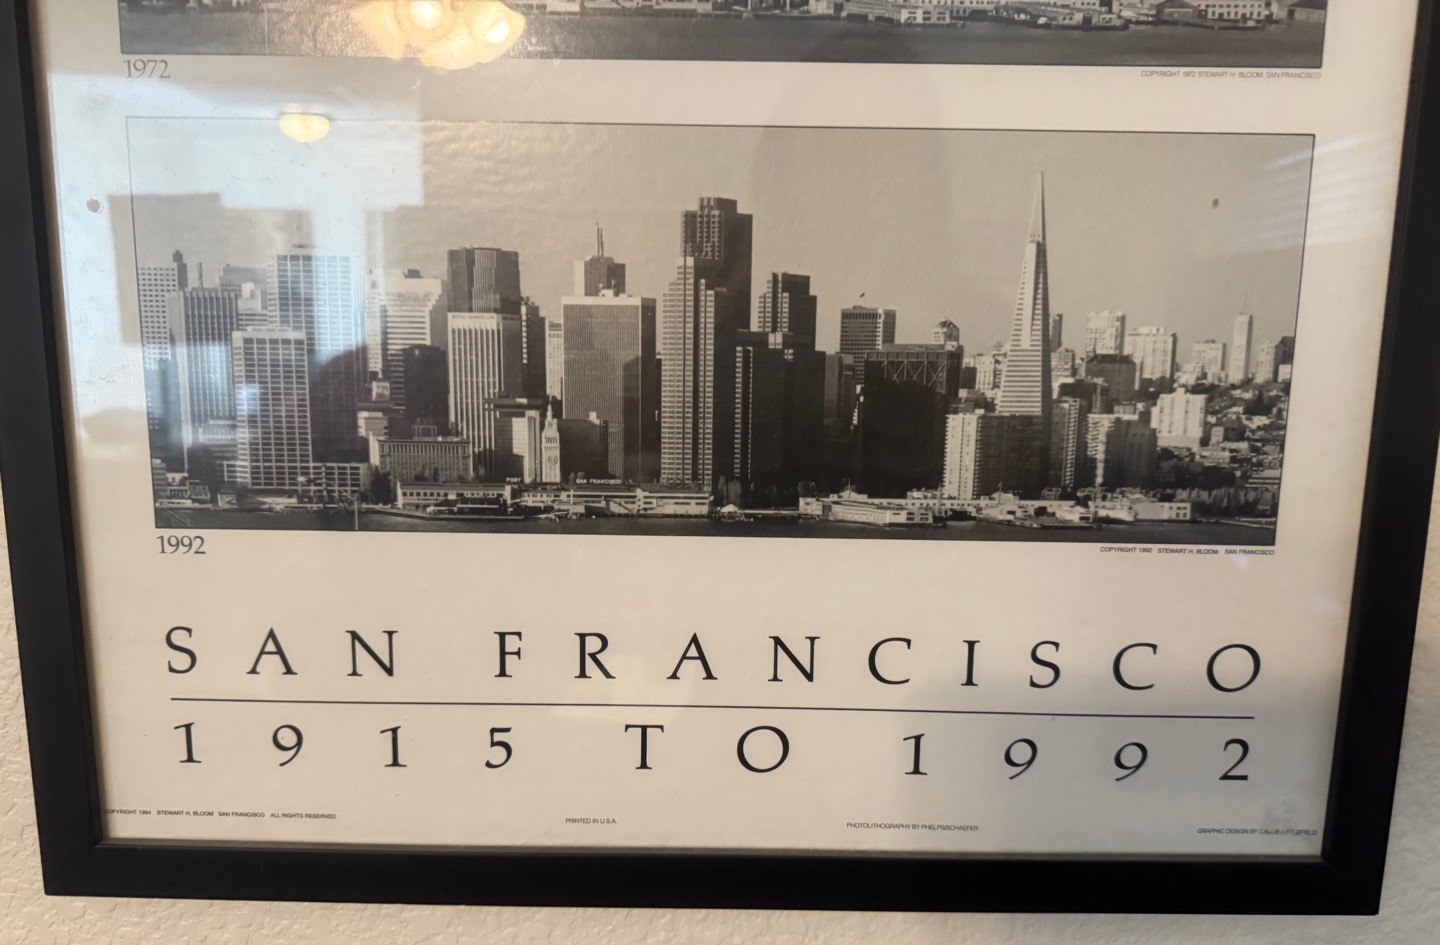 1972
COPYRIGHT 1972 STEWART H. BLOOM, SAN FRANCISCO
PORT
SAN FRANCISCO
1992
COPYRIGHT 1992 STEWART H. BLOOM SAN FRANCISCO
SAN FRANCISCO
1915 TO 1992
COPYRIGHT 1994 STEWART H. BLOOM SAN FRANCISCO ALL RIGHTS RESERVED
PRINTED IN U.S.A.
PHOTOLITHOGRAPHY BY PHELPS/SCHAEFER
GRAPHIC DESIGN BY CALLIE LITTLEFIELD